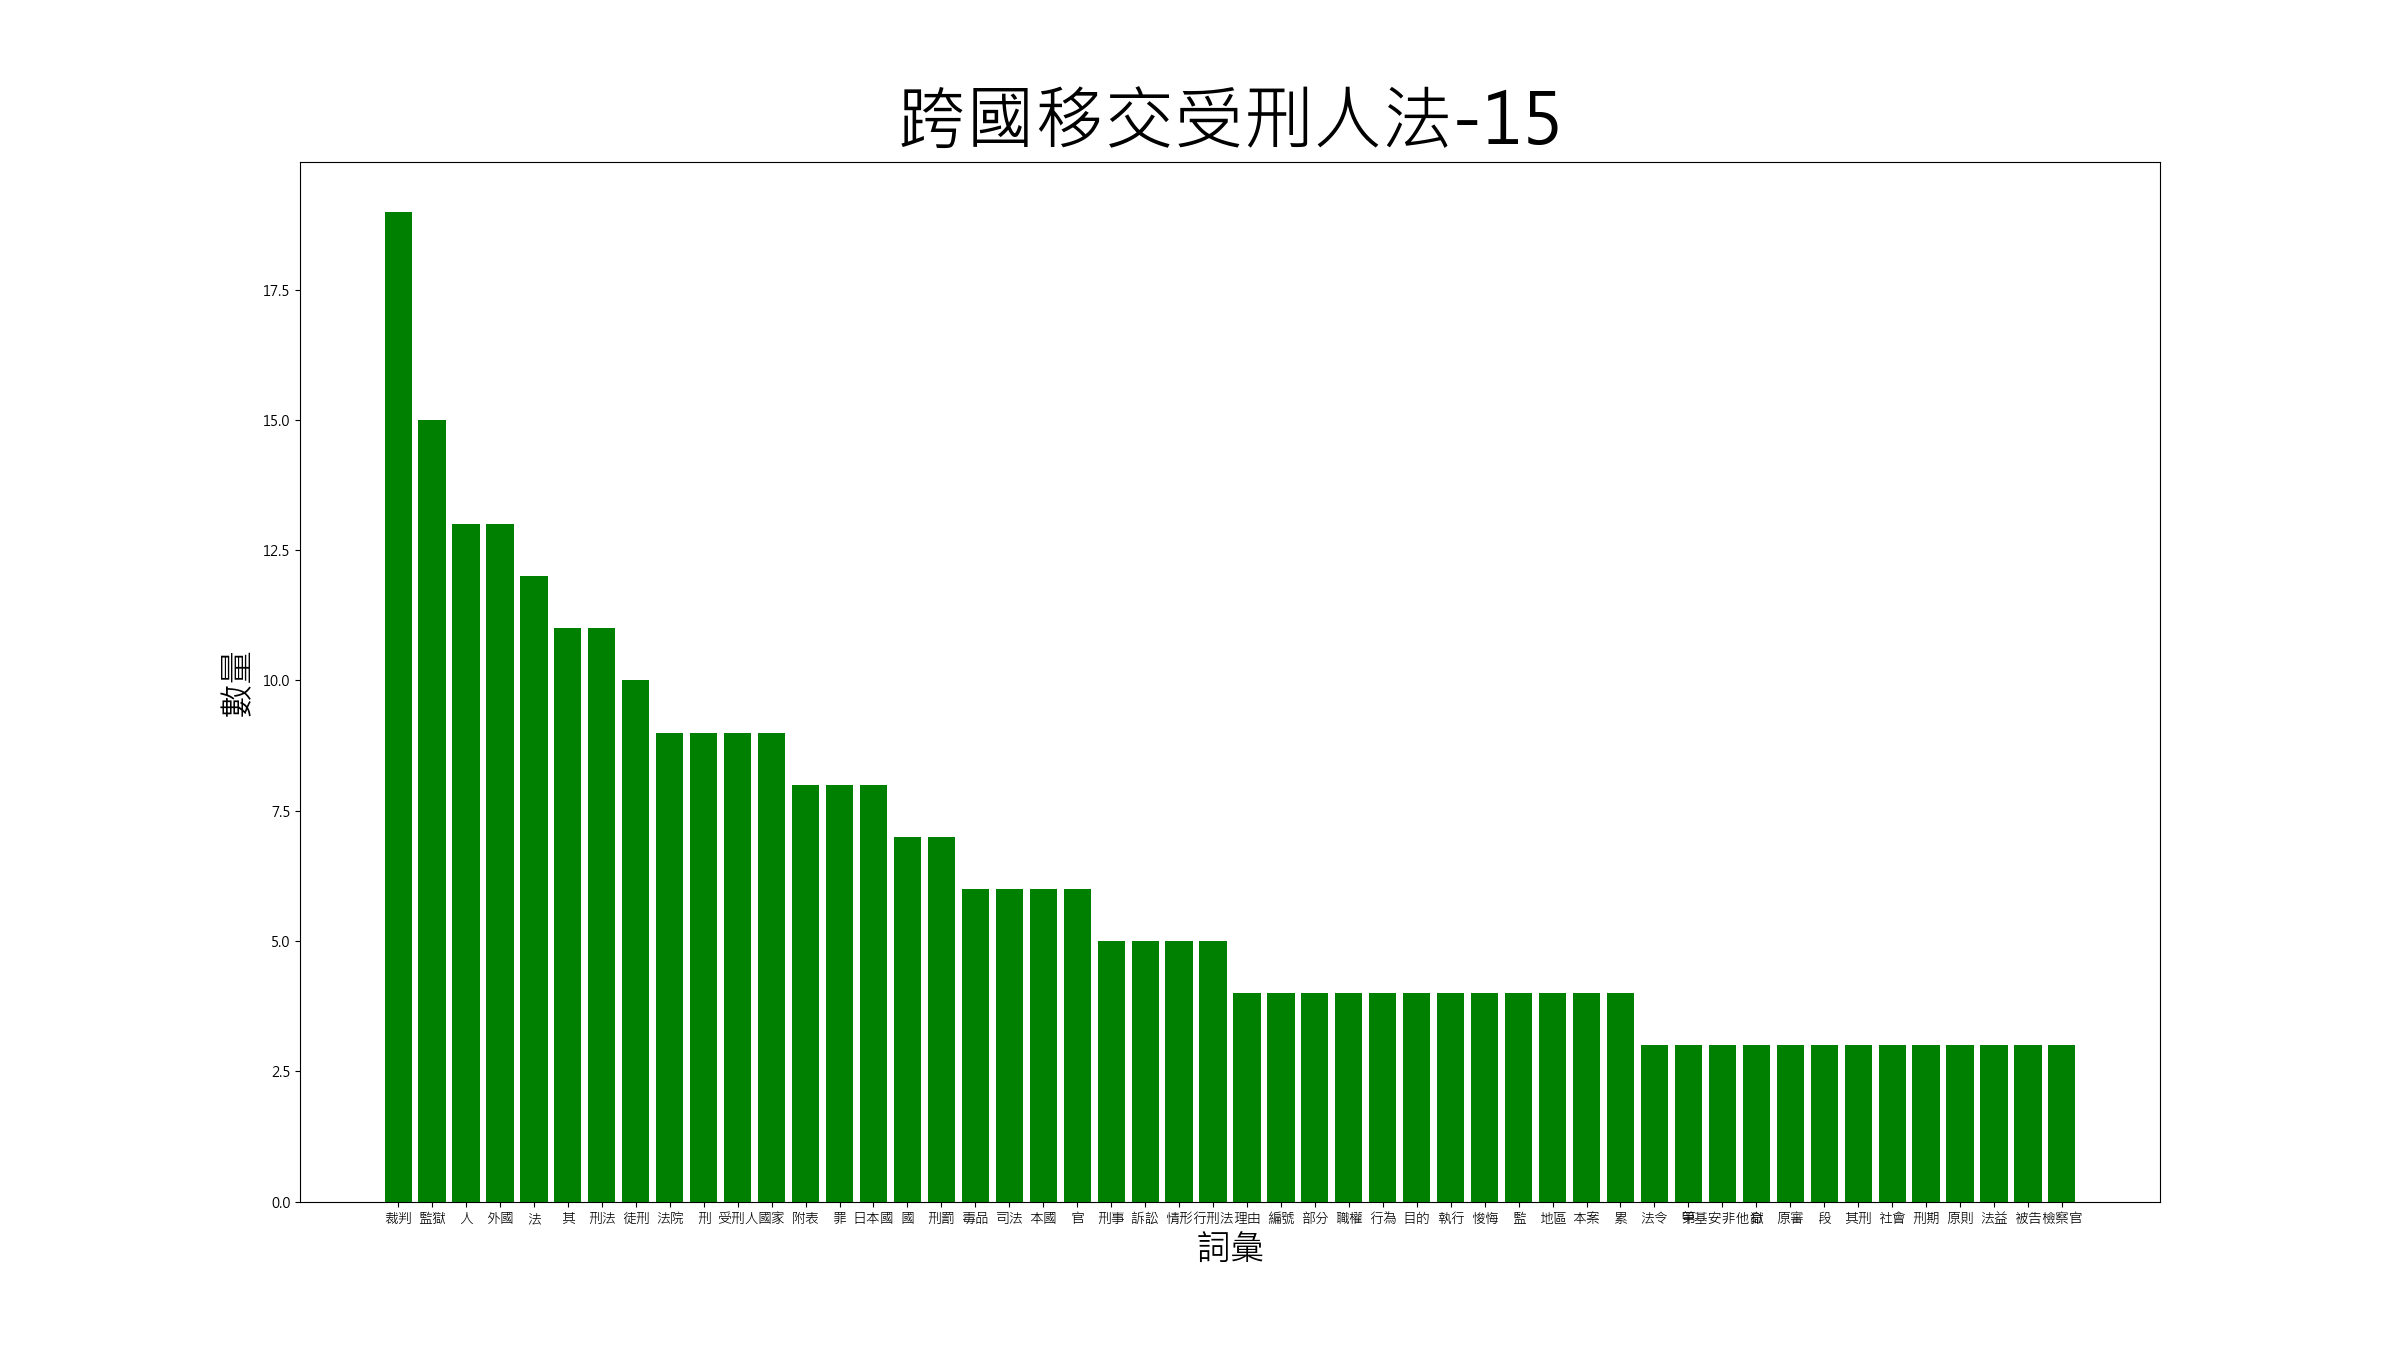 跨國移交受刑人法-15
數量
17.5
15.0
12.5
10.0
7.5
5.0
2.5
0.0
裁判 監獄 人 外國 法 其 刑法 徒刑 法院 刑 受刑人 國家 附表 罪 日本國 國 刑罰 毒品 司法 本國 官 刑事 訴訟 情形 行刑法 理由 編號 部分 職權 行為 目的 執行 悛悔 監 地區 本案 累 法令 甲基安非他命 原審 段 其刑 社會 刑期 原則 法益 被告 檢察官
詞彙